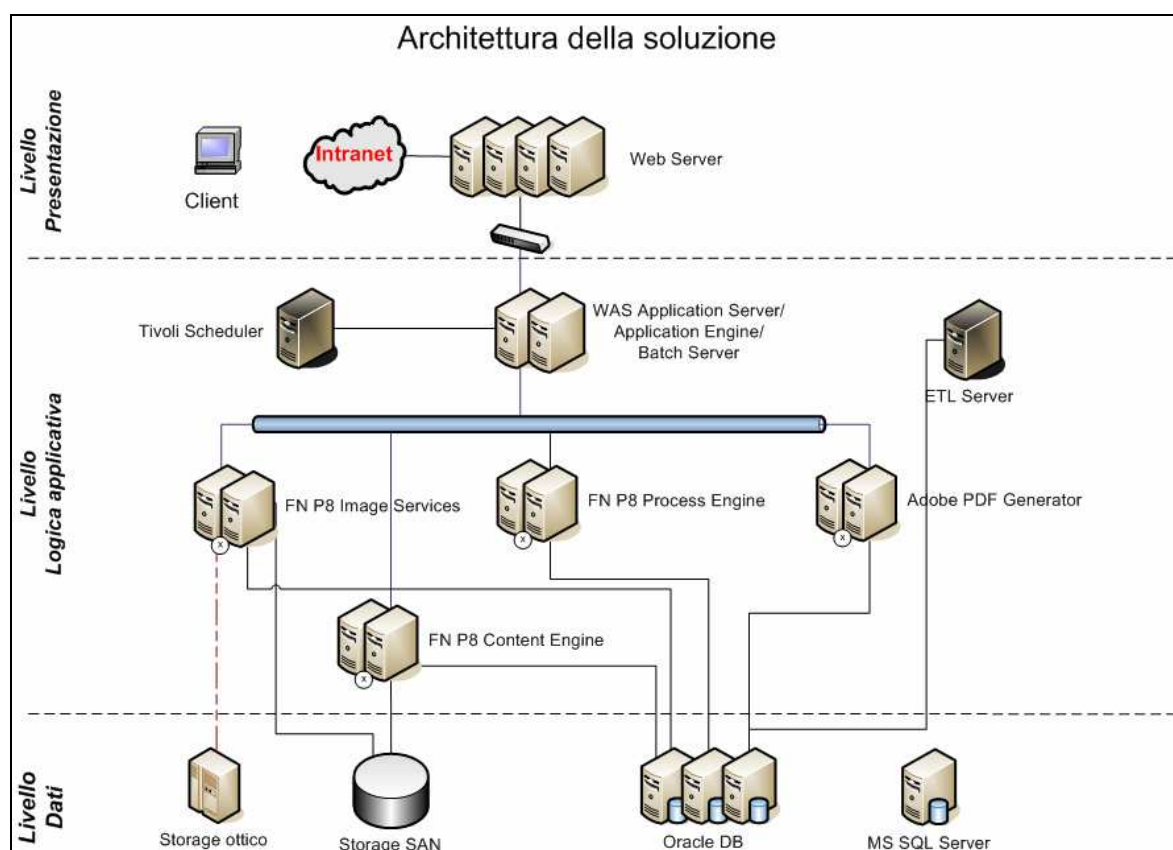 Architettura della soluzione
Livello
Presentazione
Client
Intranet
Web Server
Livello
Logica applicativa
Tivoli Scheduler
WAS Application Server/
Application Engine/
Batch Server
ETL Server
FN P8 Image Services
x
FN P8 Process Engine
x
Adobe PDF Generator
x
FN P8 Content Engine
x
Livello
Dati
Storage ottico
Storage SAN
Oracle DB
MS SQL Server